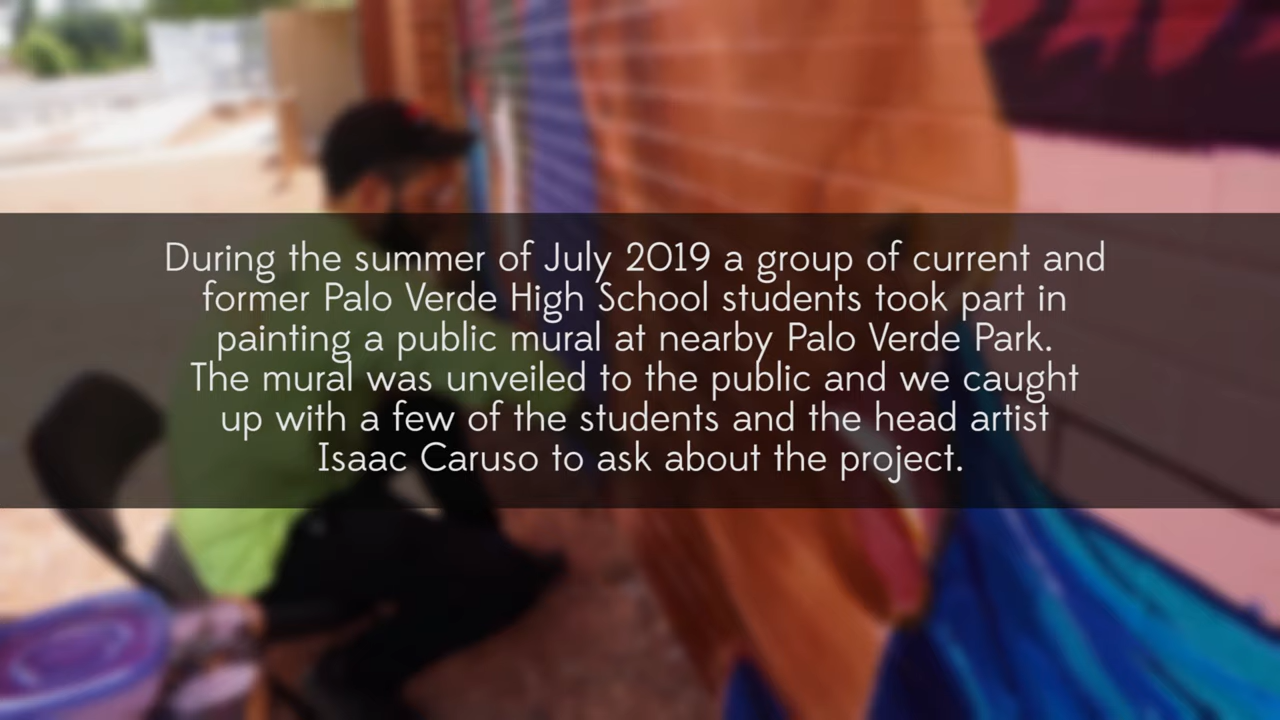 During the summer of July 2019 a group of current and
former Palo Verde High School students took part in
painting a public mural at nearby Palo Verde Park.
The mural was unveiled to the public and we caught
up with a few of the students and the head artist
Isaac Caruso to ask about the project.